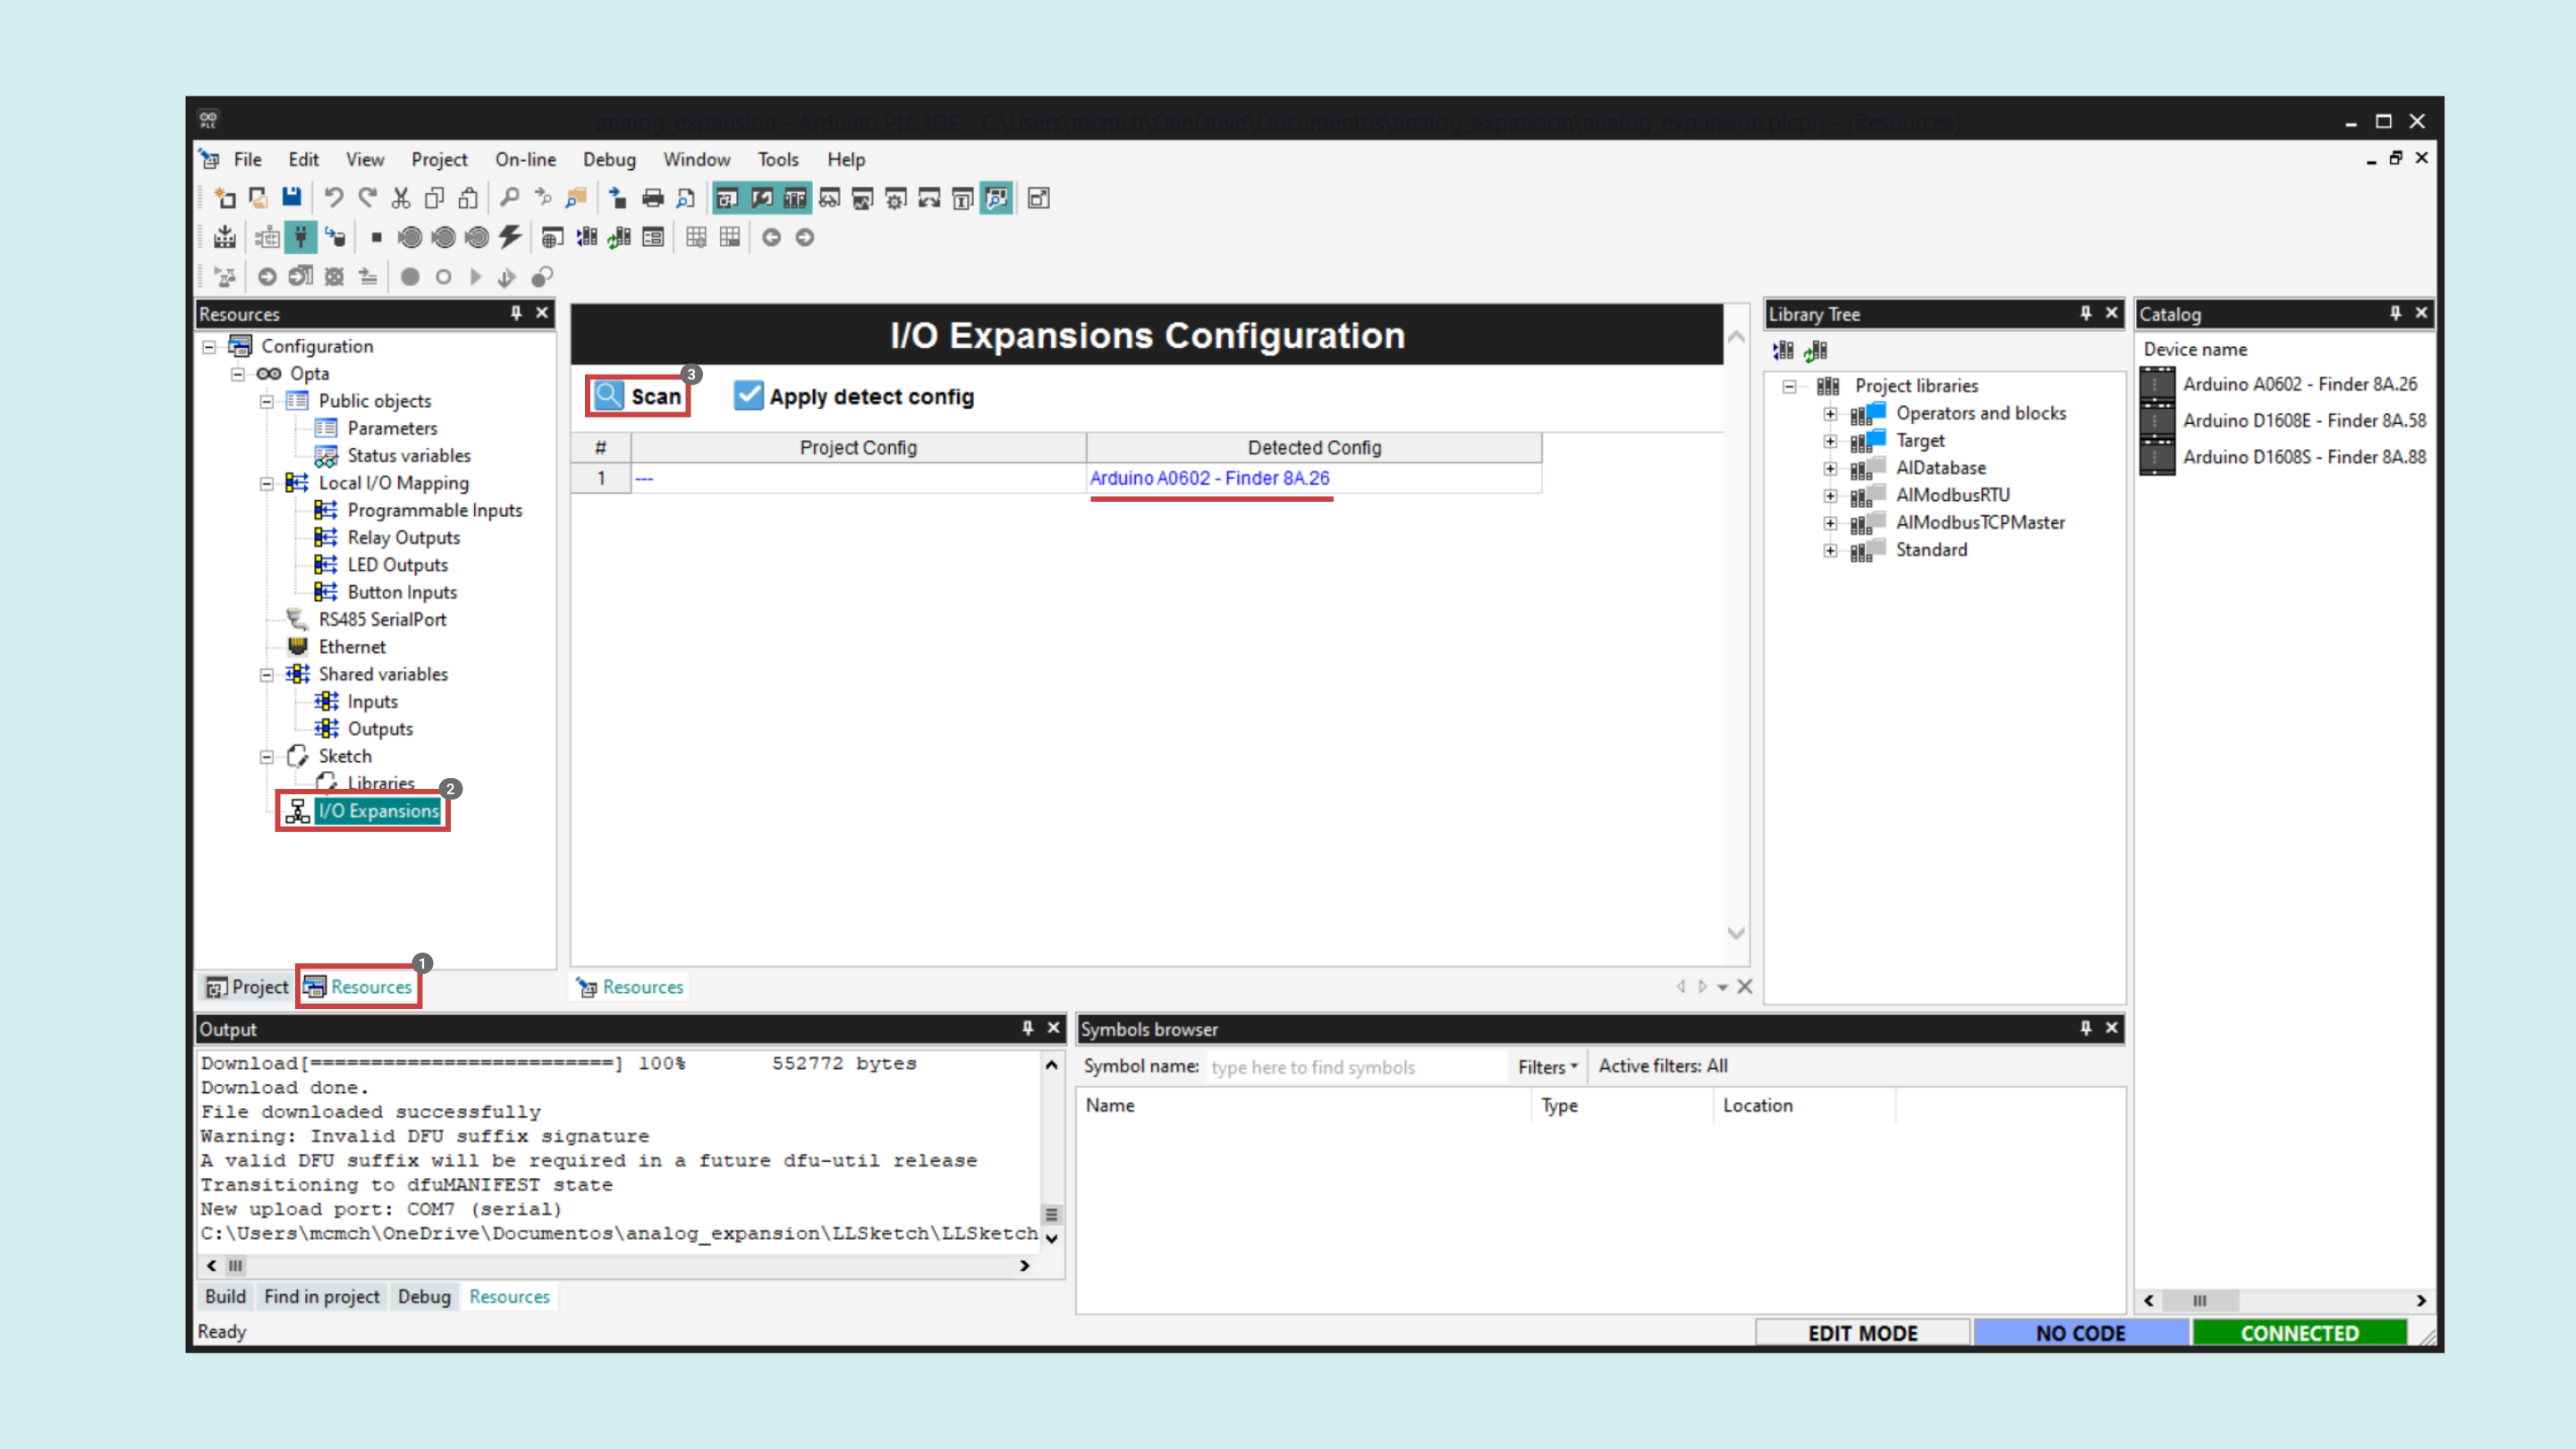 analog_expansion - Arduino PLC IDE - C:\Users\mcmch\OneDrive\Documentos\analog_expansion\analog_expansion.plcprj - [Resources]
File Edit View Project On-line Debug Window Tools Help
Resources
Configuration
Opta
Public objects
Parameters
Status variables
Local I/O Mapping
Programmable Inputs
Relay Outputs
LED Outputs
Button Inputs
RS485 SerialPort
Ethernet
Shared variables
Inputs
Outputs
Sketch
Libraries
2
I/O Expansions
1
Project Resources
I/O Expansions Configuration
3
Scan Apply detect config
# Project Config Detected Config
1 --- Arduino A0602 - Finder 8A.26
Resources
Library Tree
Project libraries
Operators and blocks
Target
AlDatabase
AlModbusRTU
AlModbusTCPMaster
Standard
Catalog
Device name
Arduino A0602 - Finder 8A.26
Arduino D1608E - Finder 8A.58
Arduino D1608S - Finder 8A.88
Output
Download[=========================] 100% 552772 bytes
Download done.
File downloaded successfully
Warning: Invalid DFU suffix signature
A valid DFU suffix will be required in a future dfu-util release
Transitioning to dfuMANIFEST state
New upload port: COM7 (serial)
C:\Users\mcmch\OneDrive\Documentos\analog_expansion\LLSketch\LLSketch
Build Find in project Debug Resources
Symbols browser
Symbol name: type here to find symbols Filters Active filters: All
Name Type Location
Ready EDIT MODE NO CODE CONNECTED